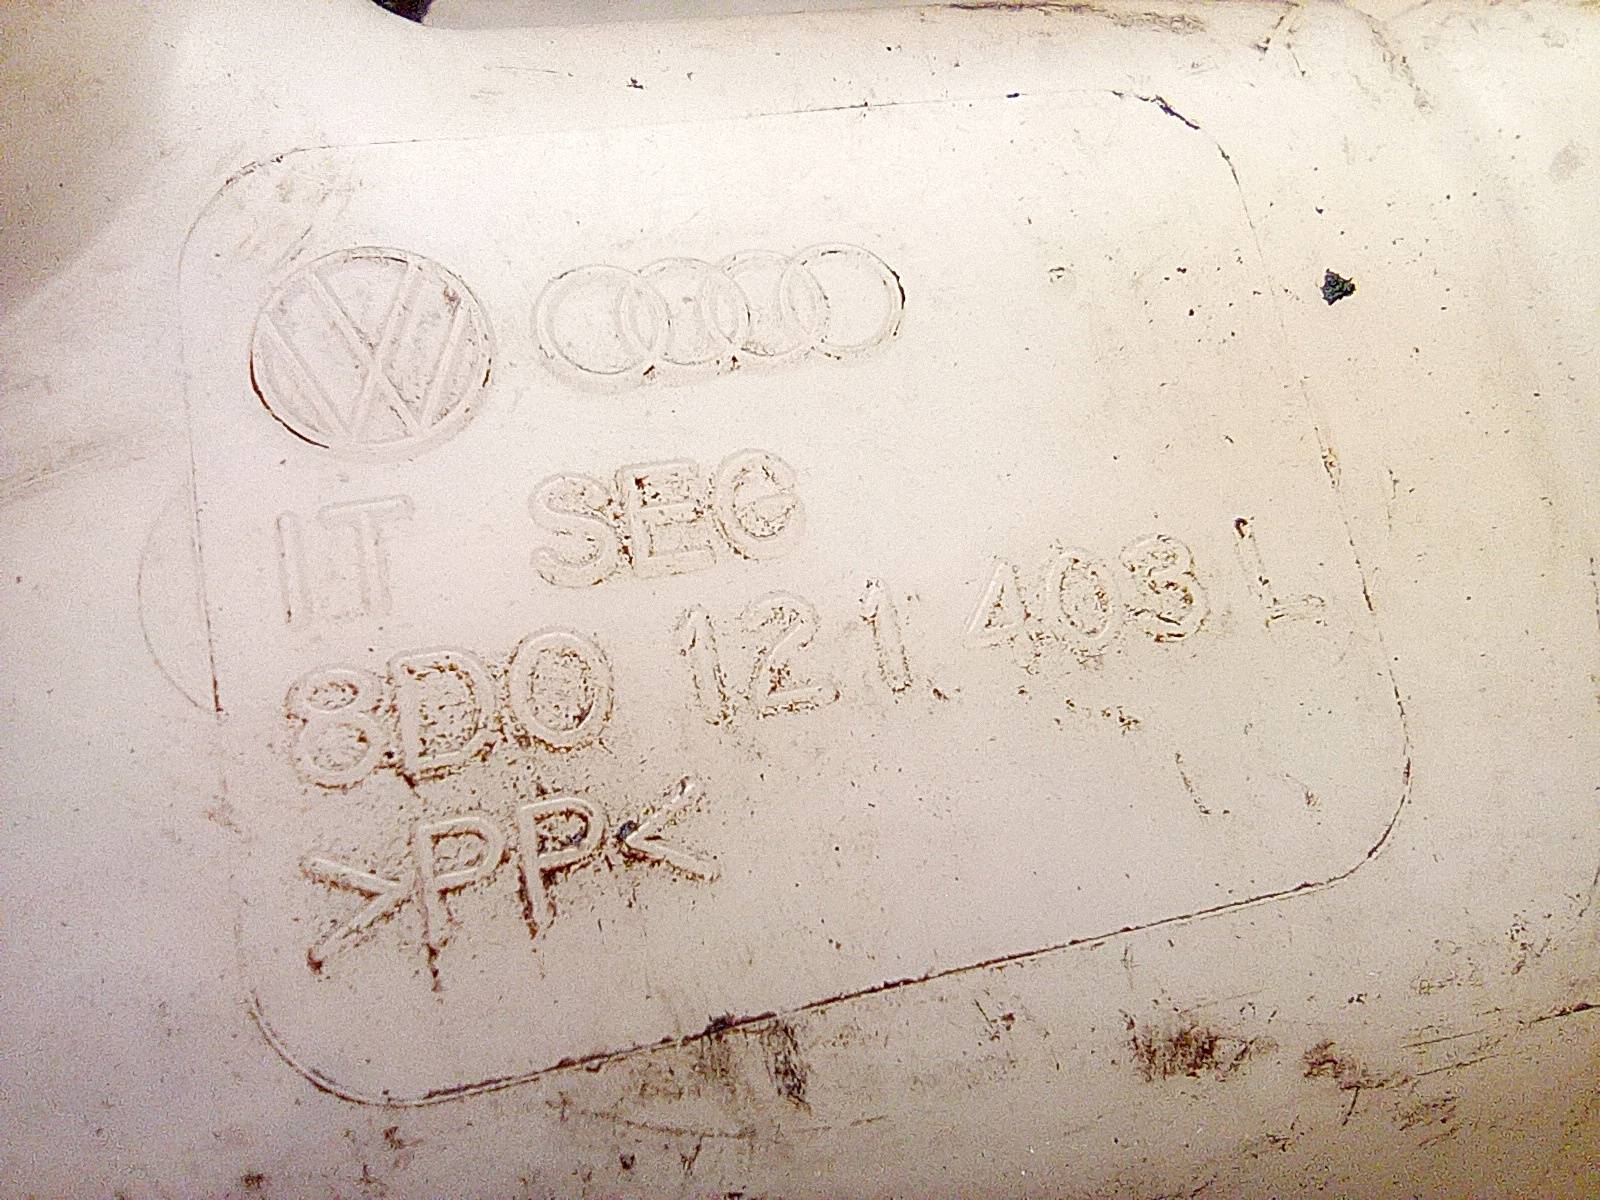 IT SEG
8D0 121 403 L
>PP<